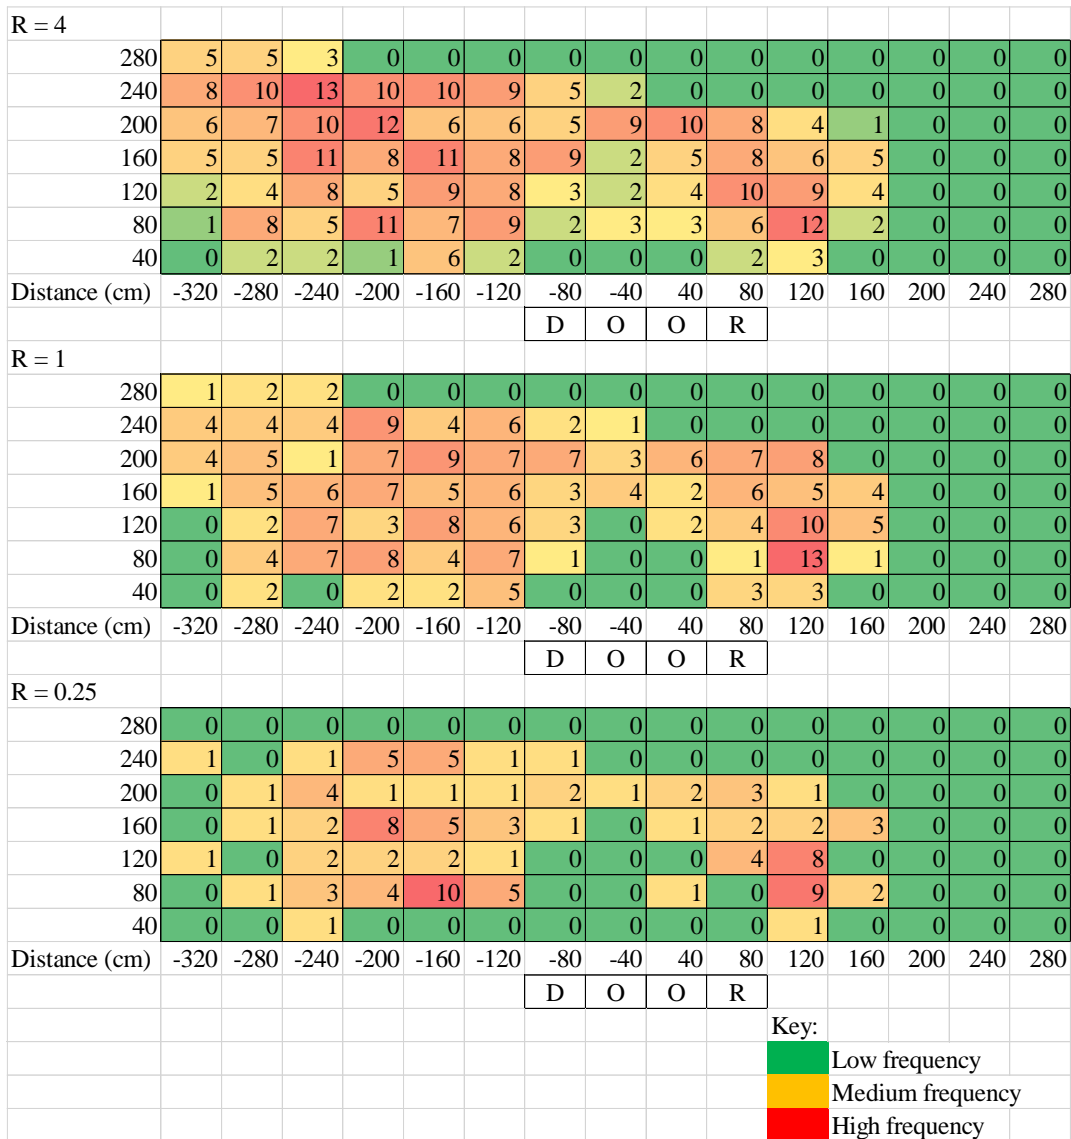 R = 4
280 5 5 3 0 0 0 0 0 0 0 0 0 0 0 0
240 8 10 13 10 10 9 5 2 0 0 0 0 0 0 0
200 6 7 10 12 6 6 5 9 10 8 4 1 0 0 0
160 5 5 11 8 11 8 9 2 5 8 6 5 0 0 0
120 2 4 8 5 9 8 3 2 4 10 9 4 0 0 0
80 1 8 5 11 7 9 2 3 3 6 12 2 0 0 0
40 0 2 2 1 6 2 0 0 0 2 3 0 0 0 0
Distance (cm) -320 -280 -240 -200 -160 -120 -80 -40 40 80 120 160 200 240 280
D O O R
R = 1
280 1 2 2 0 0 0 0 0 0 0 0 0 0 0 0
240 4 4 4 9 4 6 2 1 0 0 0 0 0 0 0
200 4 5 1 7 9 7 7 3 6 7 8 0 0 0 0
160 1 5 6 7 5 6 3 4 2 6 5 4 0 0 0
120 0 2 7 3 8 6 3 0 2 4 10 5 0 0 0
80 0 4 7 8 4 7 1 0 0 1 13 1 0 0 0
40 0 2 0 2 2 5 0 0 0 3 3 0 0 0 0
Distance (cm) -320 -280 -240 -200 -160 -120 -80 -40 40 80 120 160 200 240 280
D O O R
R = 0.25
280 0 0 0 0 0 0 0 0 0 0 0 0 0 0 0
240 1 0 1 5 5 1 1 0 0 0 0 0 0 0 0
200 0 1 4 1 1 1 2 1 2 3 1 0 0 0 0
160 0 1 2 8 5 3 1 0 1 2 2 3 0 0 0
120 1 0 2 2 2 1 0 0 0 4 8 0 0 0 0
80 0 1 3 4 10 5 0 0 1 0 9 2 0 0 0
40 0 0 1 0 0 0 0 0 0 0 1 0 0 0 0
Distance (cm) -320 -280 -240 -200 -160 -120 -80 -40 40 80 120 160 200 240 280
D O O R
Key:
Low frequency
Medium frequency
High frequency